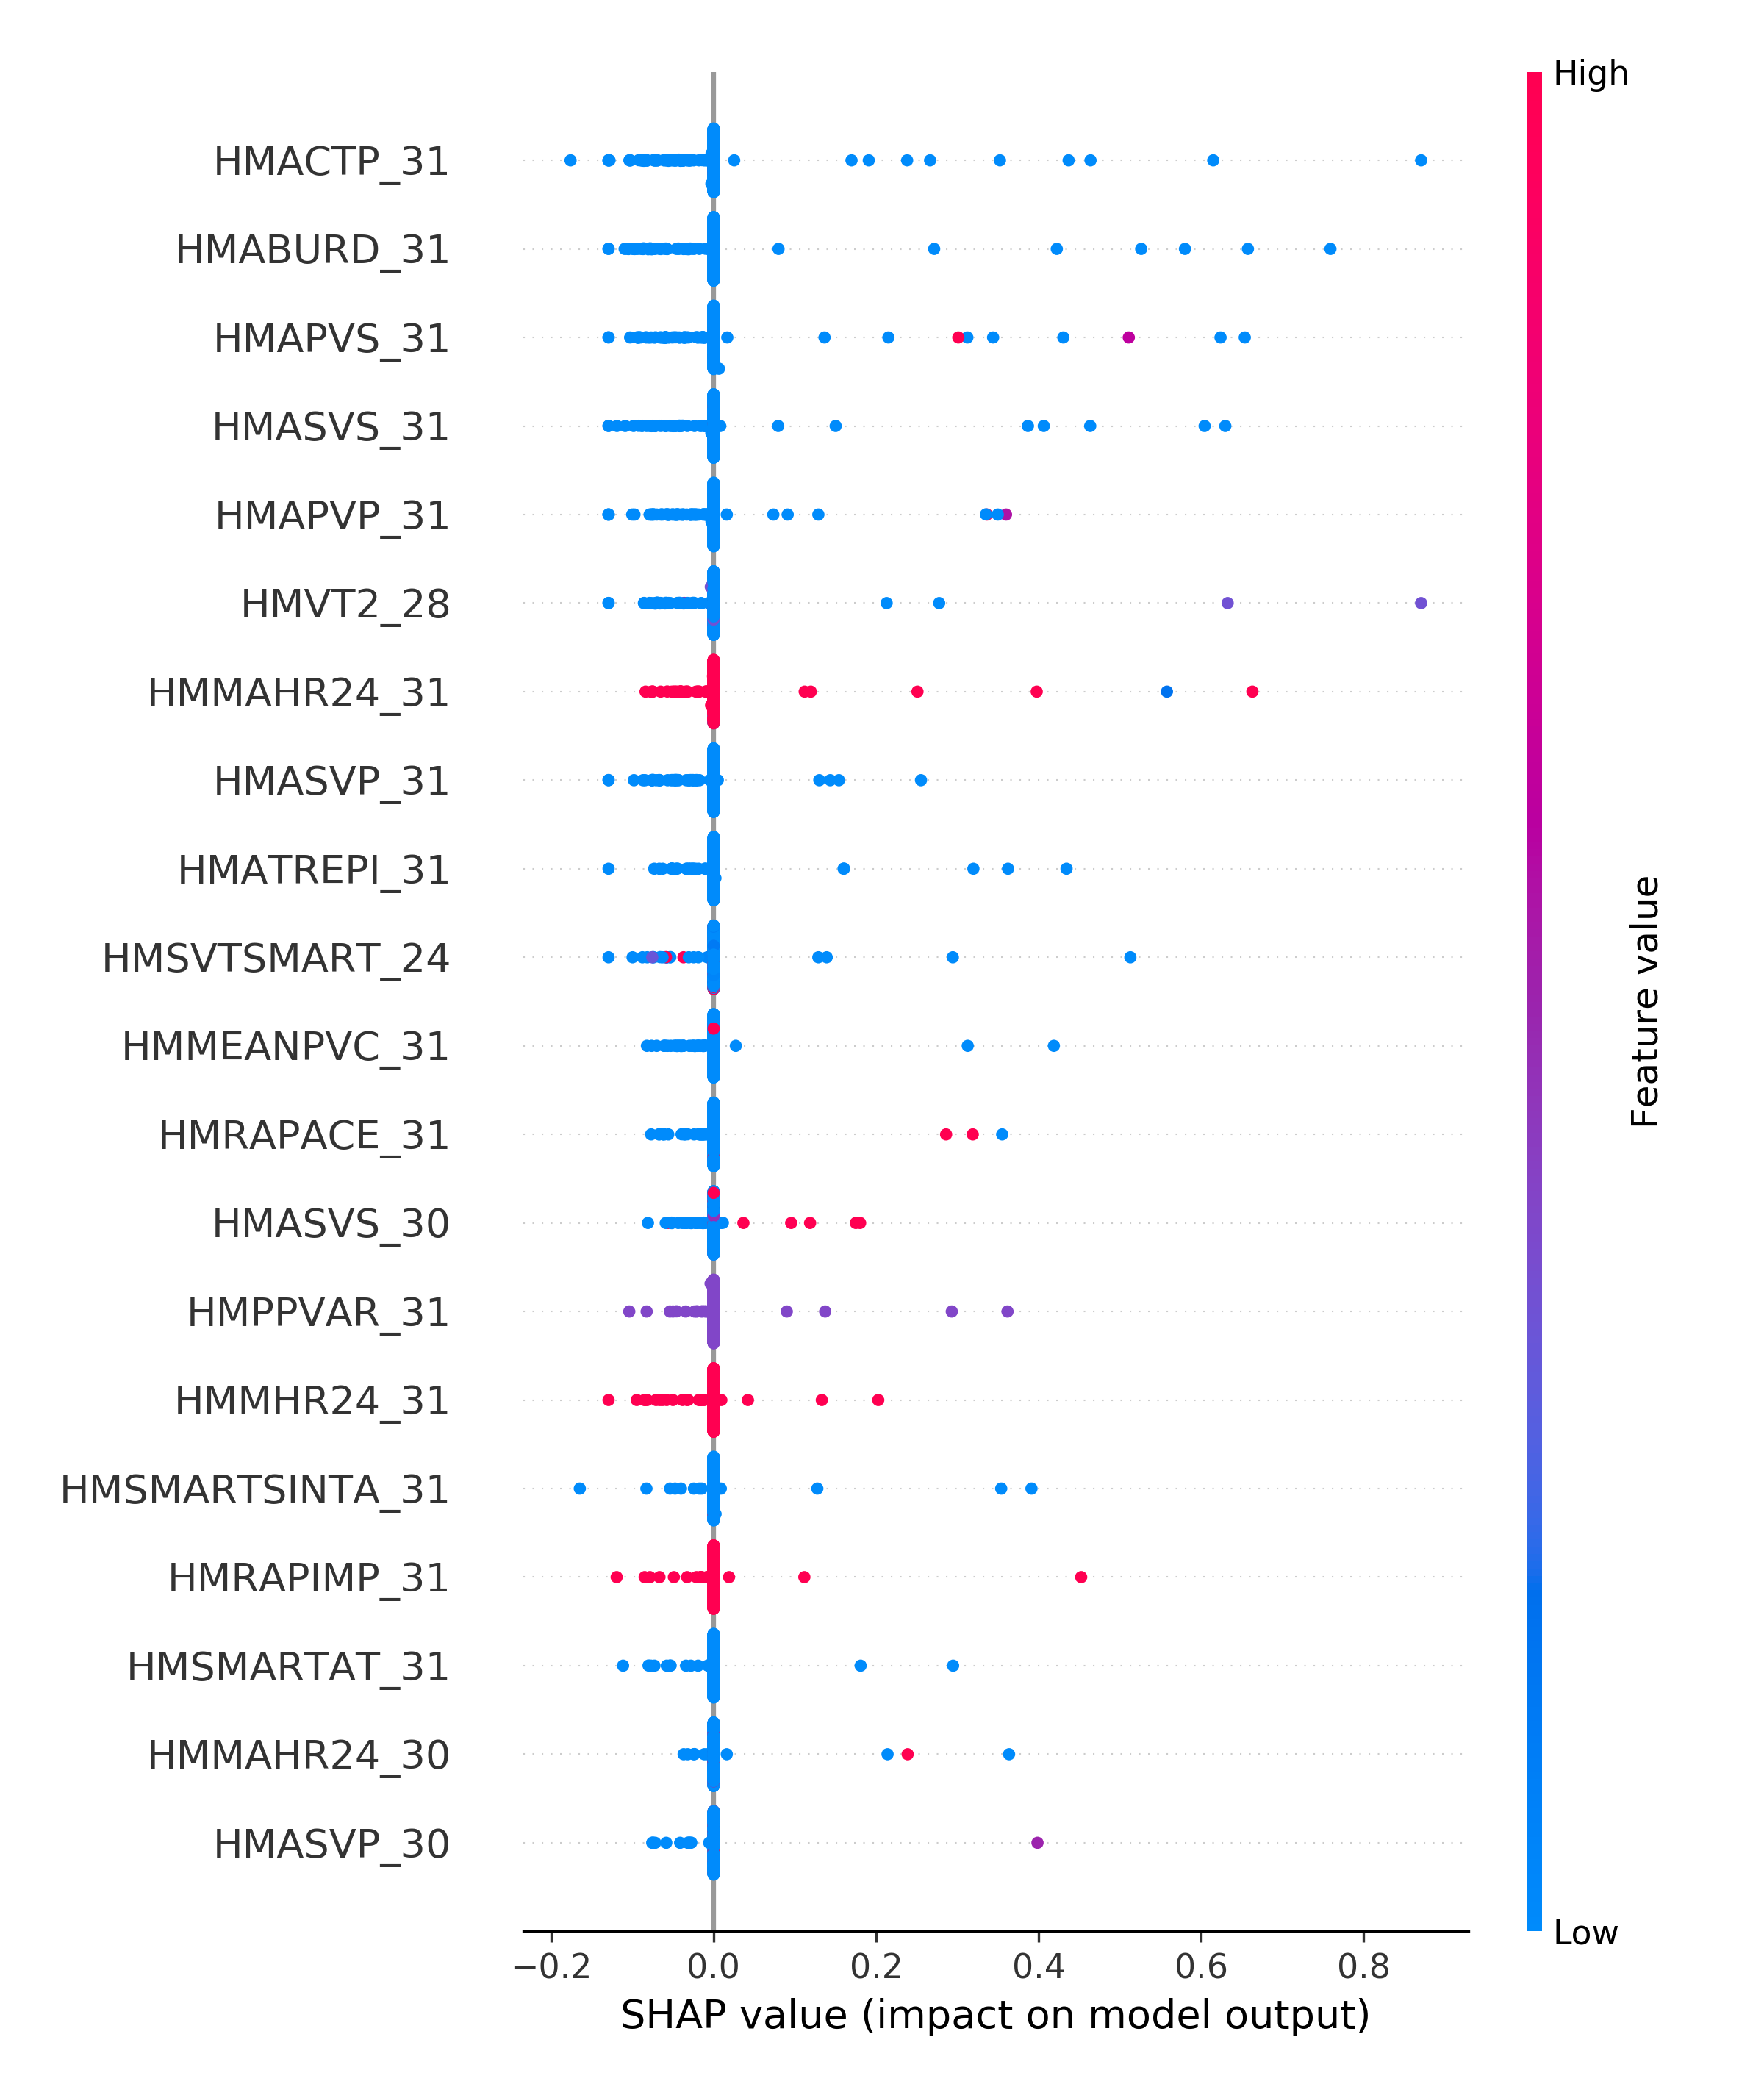 High
HMACTP_31
HMABURD_31
HMAPVS_31
HMASVS_31
HMAPVP_31
HMVT2_28
HMMAHR24_31
HMASVP_31
HMATREPI_31
HMSVTSMART_24
HMMEANPVC_31
HMRAPACE_31
HMASVS_30
HMPPVAR_31
HMMHR24_31
HMSMARTSINTA_31
HMRAPIMP_31
HMSMARTAT_31
HMMAHR24_30
HMASVP_30
Feature value
Low
−0.2 0.0 0.2 0.4 0.6 0.8
SHAP value (impact on model output)